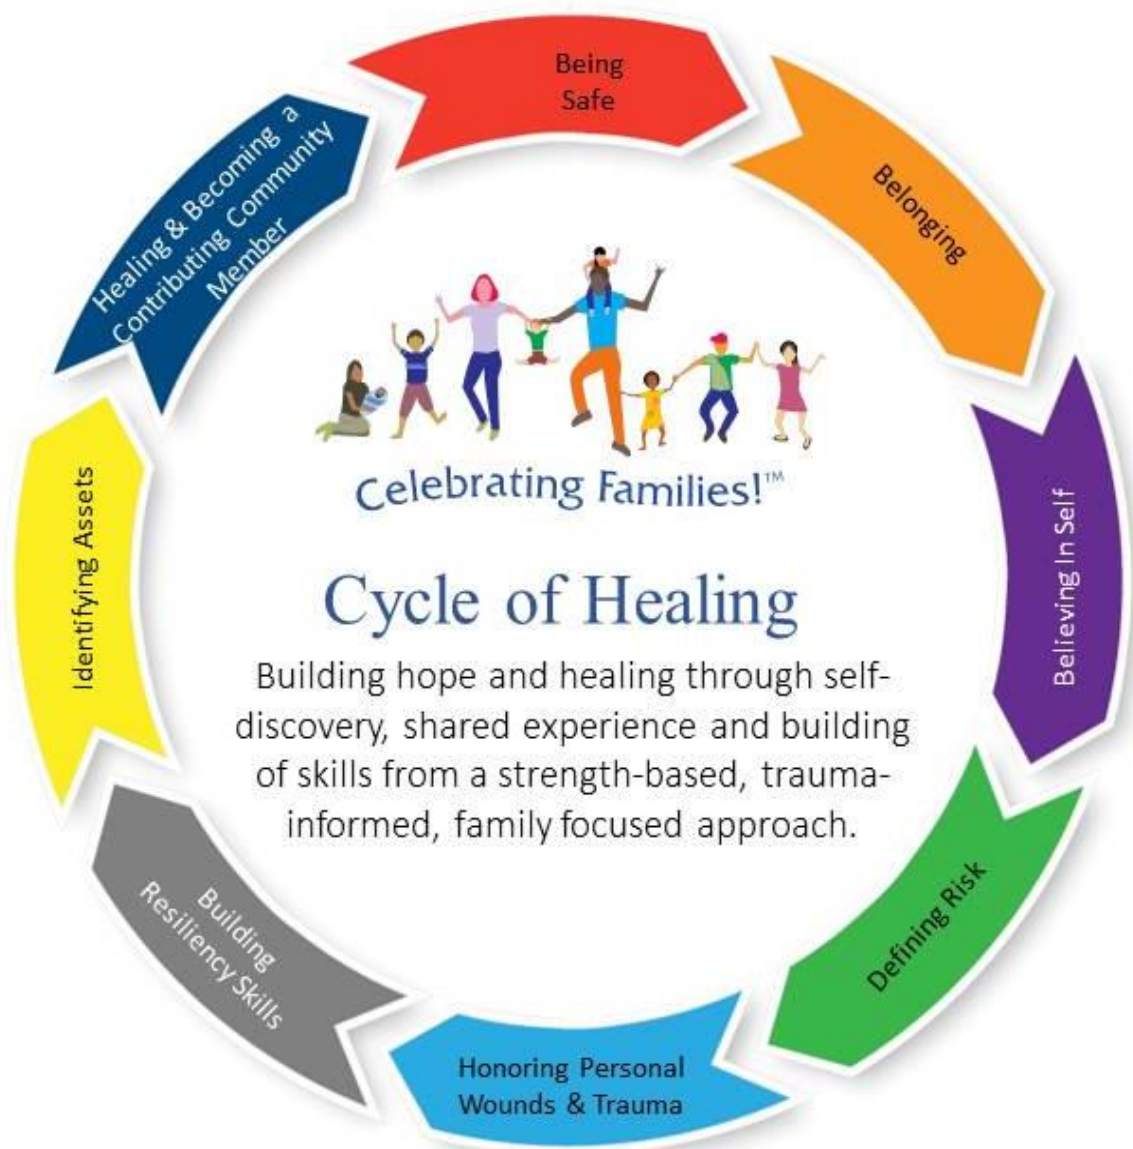 Being
Safe
Belonging
Believing In Self
Defining Risk
Honoring Personal
Wounds & Trauma
Building
Resiliency Skills
Identifying Assets
Healing & Becoming a
Contributing Community
Member
Celebrating Families!™
Cycle of Healing
Building hope and healing through self-
discovery, shared experience and building
of skills from a strength-based, trauma-
informed, family focused approach.